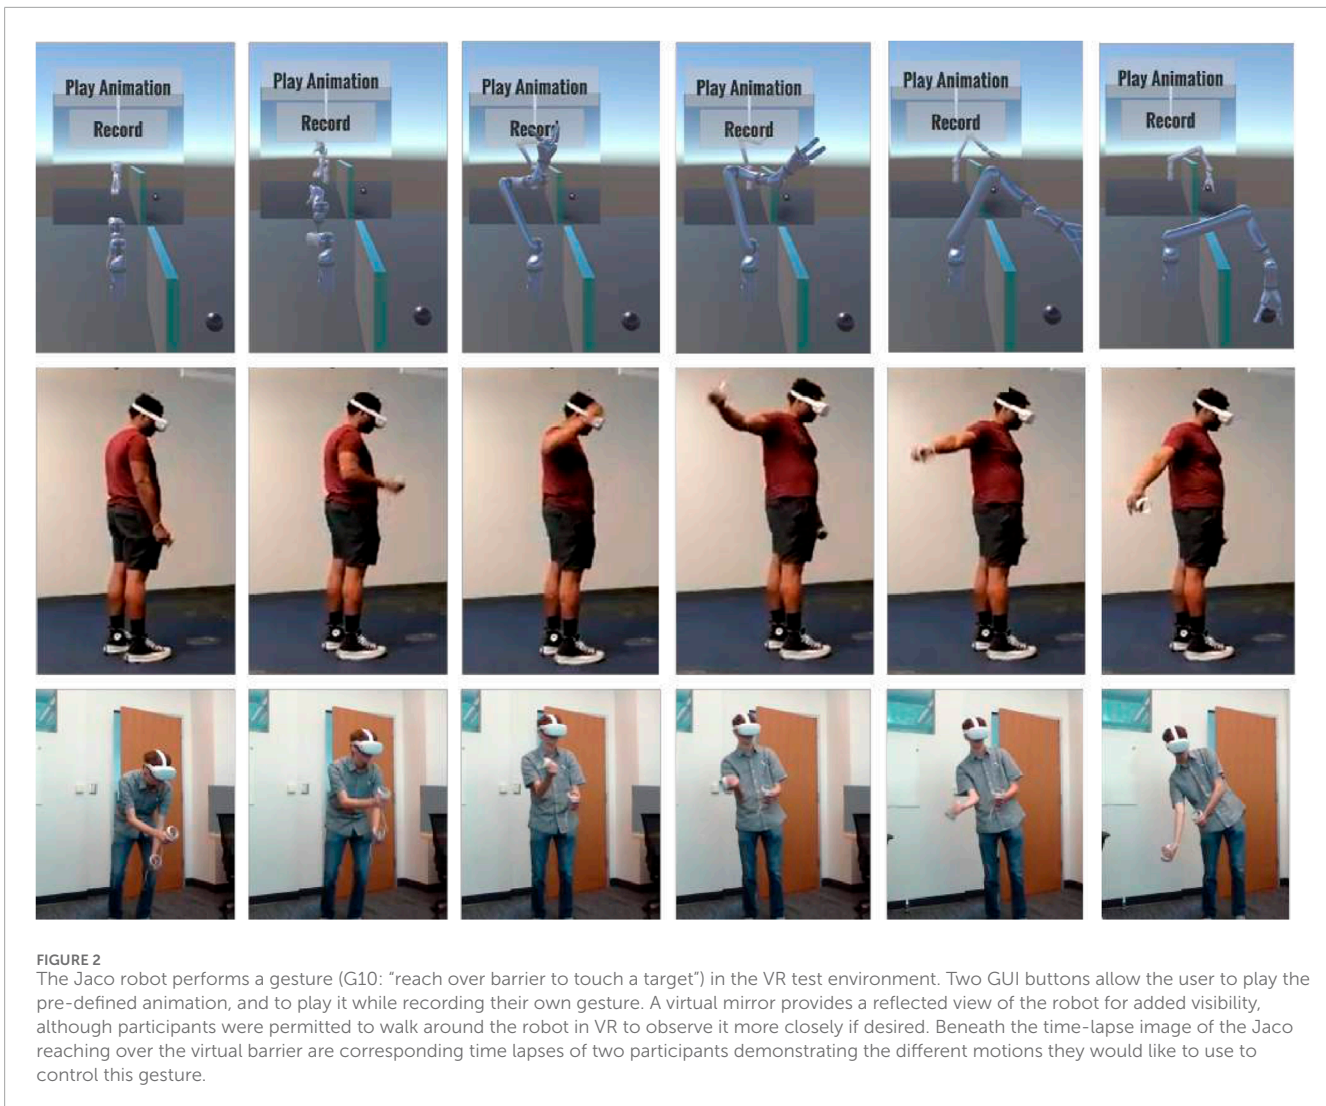 Play Animation
Record
Play Animation
Record
Play Animation
Record
Play Animation
Record
Play Animation
Record
Play Animation
Record
FIGURE 2
The Jaco robot performs a gesture (G10: “reach over barrier to touch a target”) in the VR test environment. Two GUI buttons allow the user to play the
pre-defined animation, and to play it while recording their own gesture. A virtual mirror provides a reflected view of the robot for added visibility,
although participants were permitted to walk around the robot in VR to observe it more closely if desired. Beneath the time-lapse image of the Jaco
reaching over the virtual barrier are corresponding time lapses of two participants demonstrating the different motions they would like to use to
control this gesture.